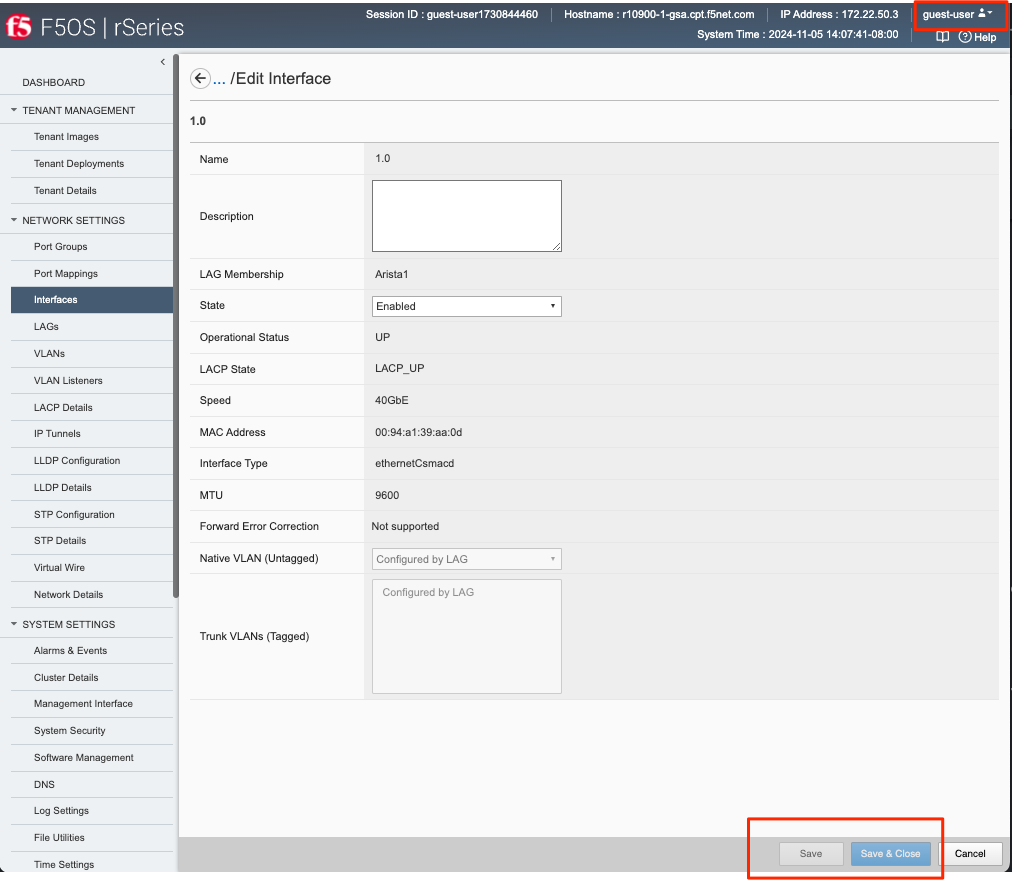 f5 F5OS | rSeries
Session ID : guest-user1730844460
Hostname : r10900-1-gsa.cpt.f5net.com
IP Address : 172.22.50.3
guest-user
System Time : 2024-11-05 14:07:41-08:00
Help
DASHBOARD
TENANT MANAGEMENT
Tenant Images
Tenant Deployments
Tenant Details
NETWORK SETTINGS
Port Groups
Port Mappings
Interfaces
LAGs
VLANs
VLAN Listeners
LACP Details
IP Tunnels
LLDP Configuration
LLDP Details
STP Configuration
STP Details
Virtual Wire
Network Details
SYSTEM SETTINGS
Alarms & Events
Cluster Details
Management Interface
System Security
Software Management
DNS
Log Settings
File Utilities
Time Settings
... /Edit Interface
1.0
Name 1.0
Description
LAG Membership Arista1
State Enabled
Operational Status UP
LACP State LACP_UP
Speed 40GbE
MAC Address 00:94:a1:39:aa:0d
Interface Type ethernetCsmacd
MTU 9600
Forward Error Correction Not supported
Native VLAN (Untagged) Configured by LAG
Trunk VLANs (Tagged) Configured by LAG
Save Save & Close Cancel